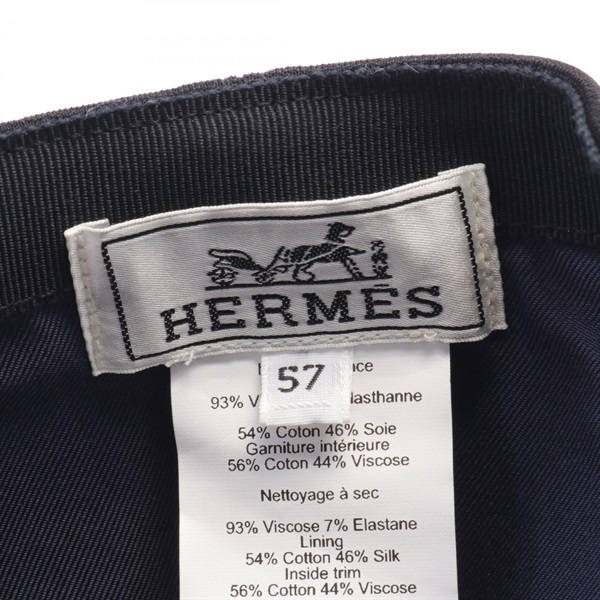 HERMÈS
57
93% V
54% Coton 46% Soie
Garniture intérieure
56% Coton 44% Viscose
Nettoyage à sec
93% Viscose 7% Elastane
Lining
54% Cotton 46% Silk
Inside trim
56% Cotton 44% Viscose